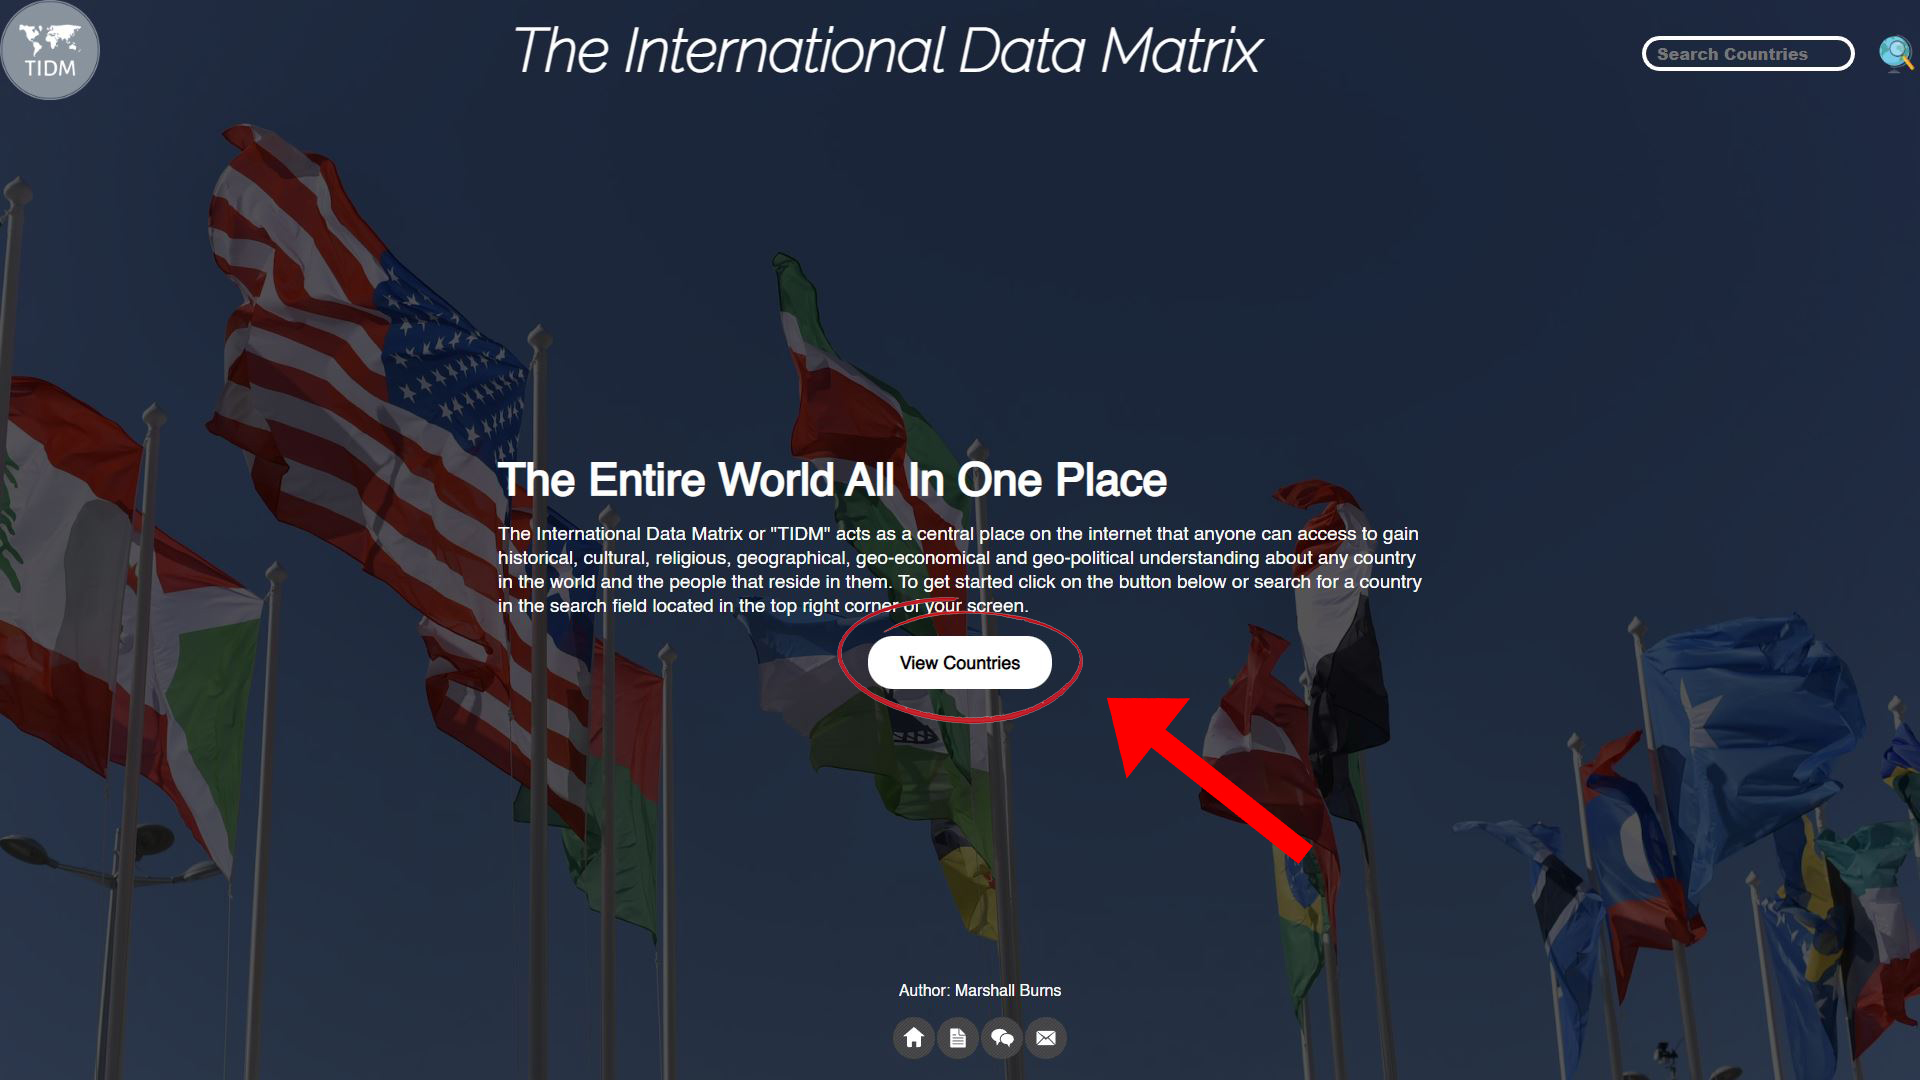 TIDM
The International Data Matrix
Search Countries
The Entire World All In One Place
The International Data Matrix or "TIDM" acts as a central place on the internet that anyone can access to gain
historical, cultural, religious, geographical, geo-economical and geo-political understanding about any country
in the world and the people that reside in them. To get started click on the button below or search for a country
in the search field located in the top right corner of your screen.
View Countries
Author: Marshall Burns